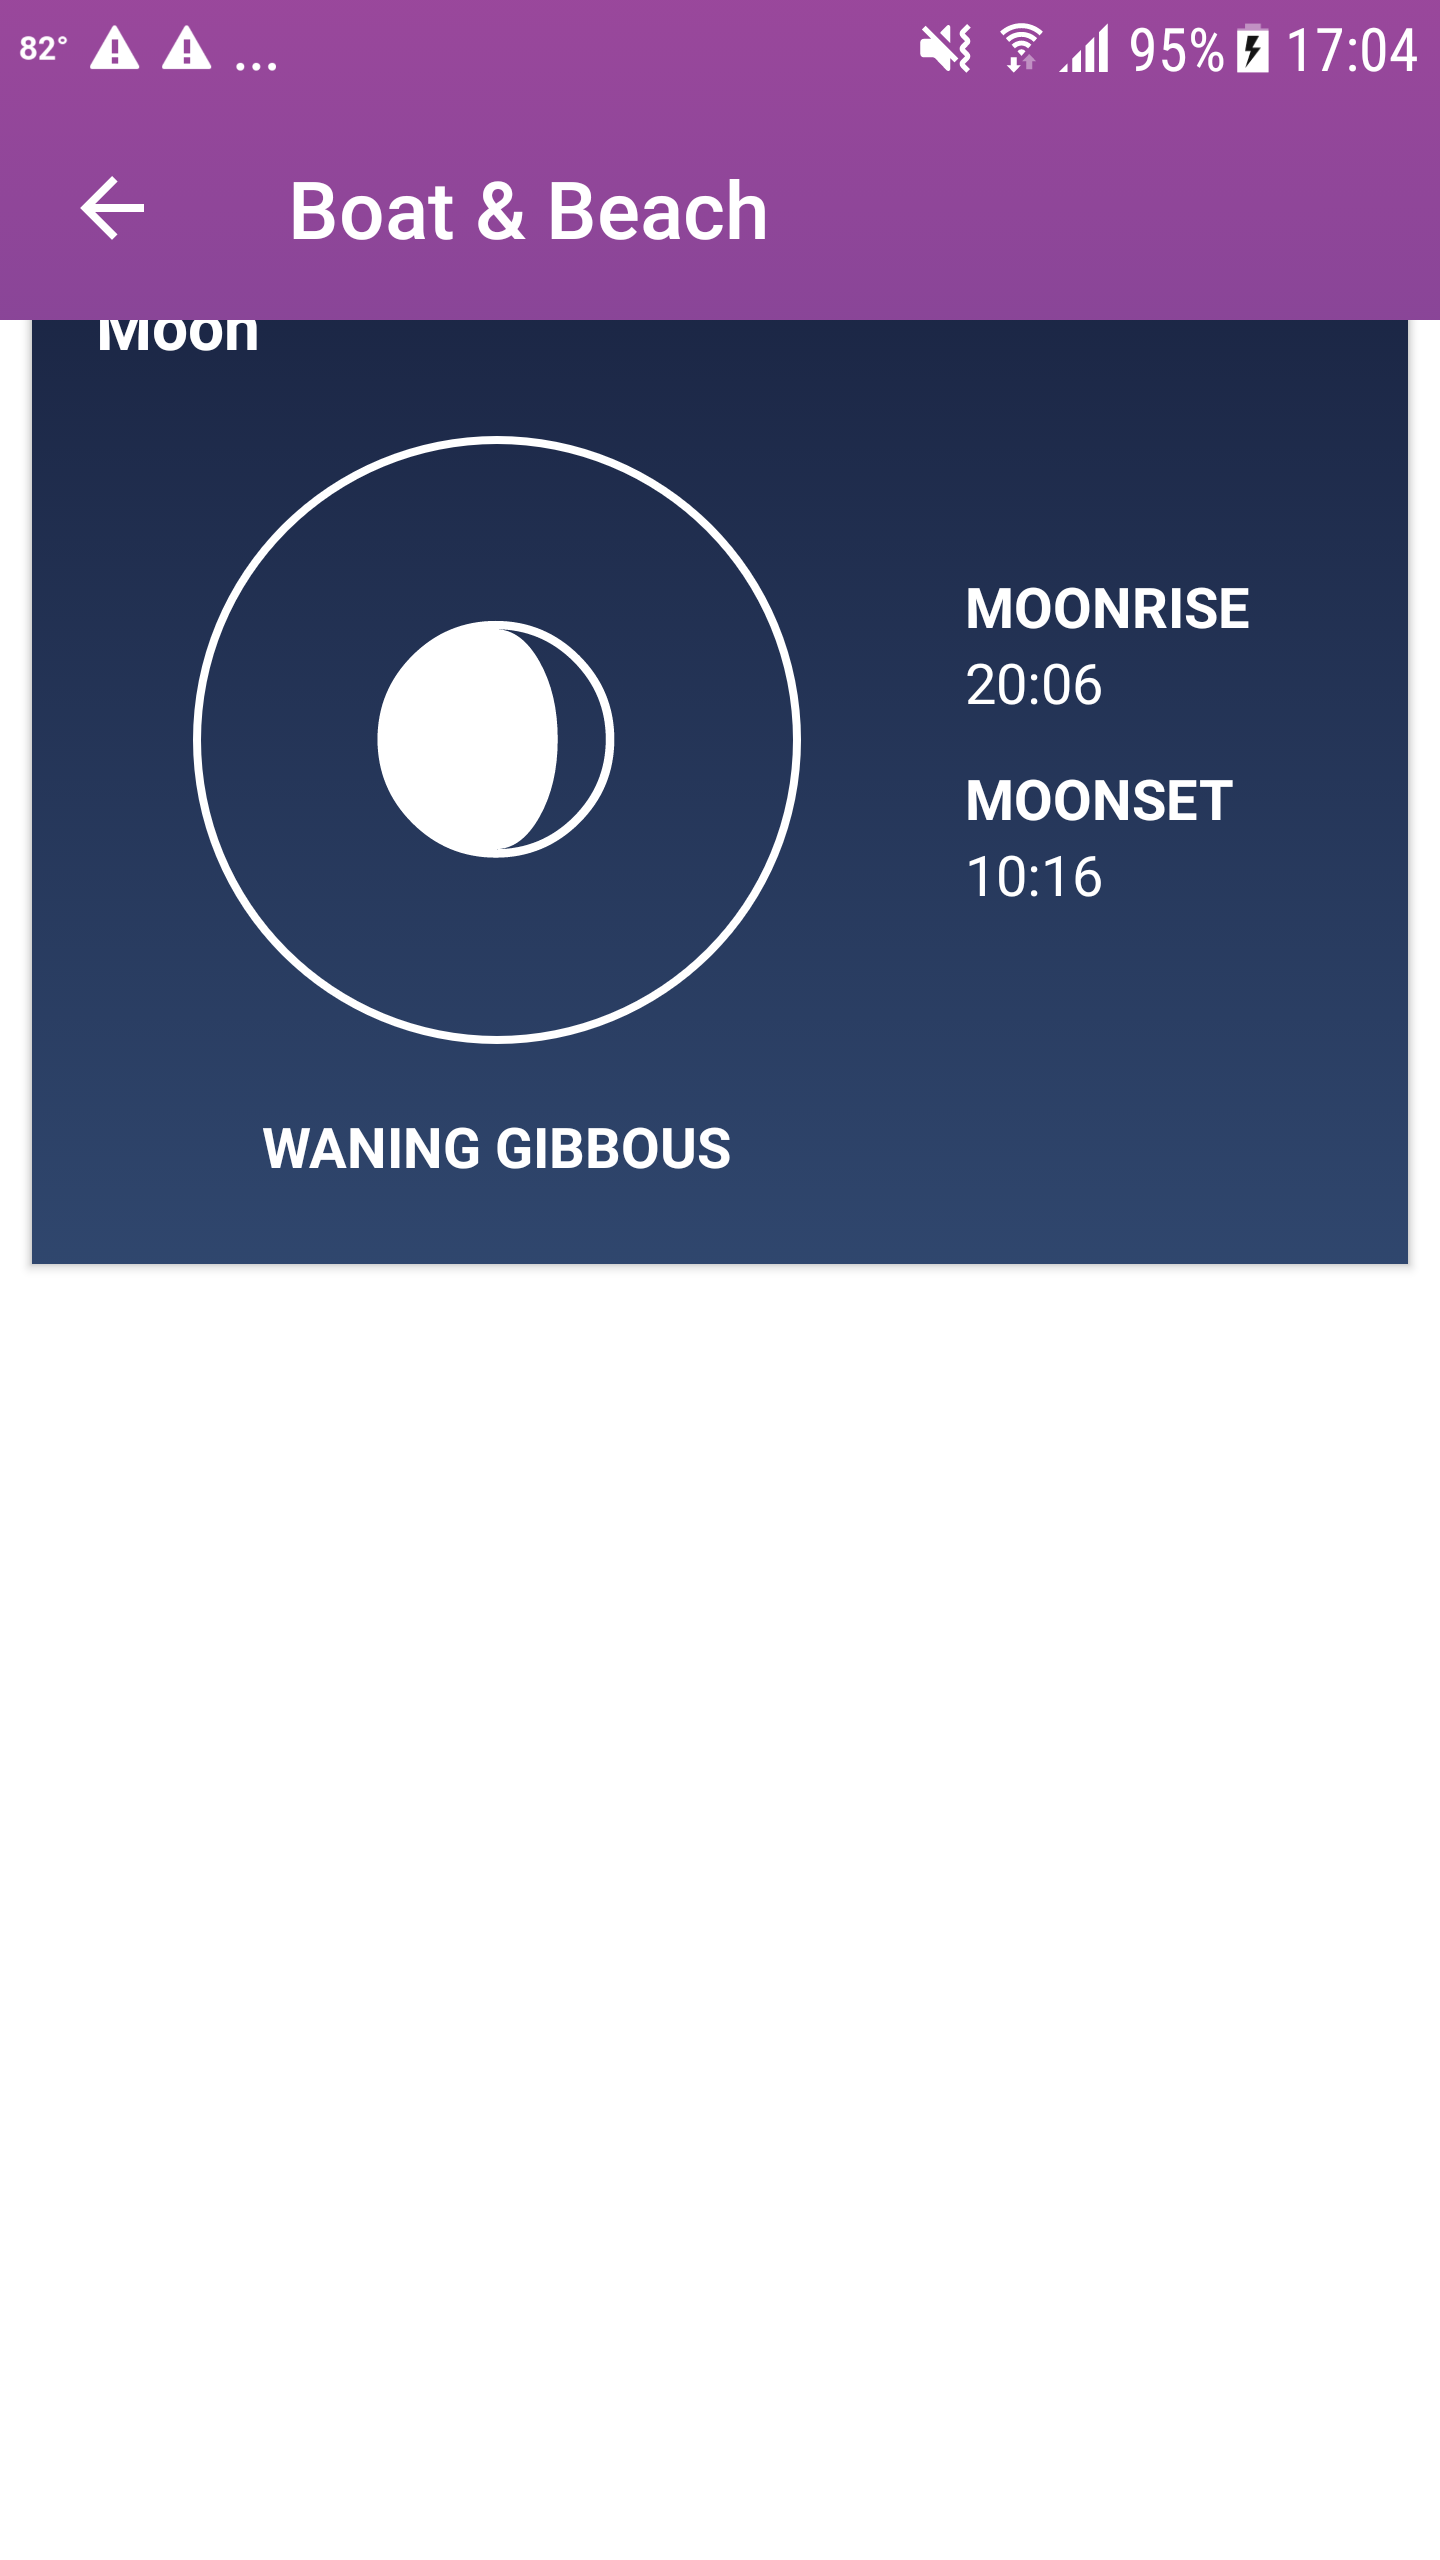 82° ... 95% 17:04
Boat & Beach
Moon
MOONRISE
20:06
MOONSET
10:16
WANING GIBBOUS